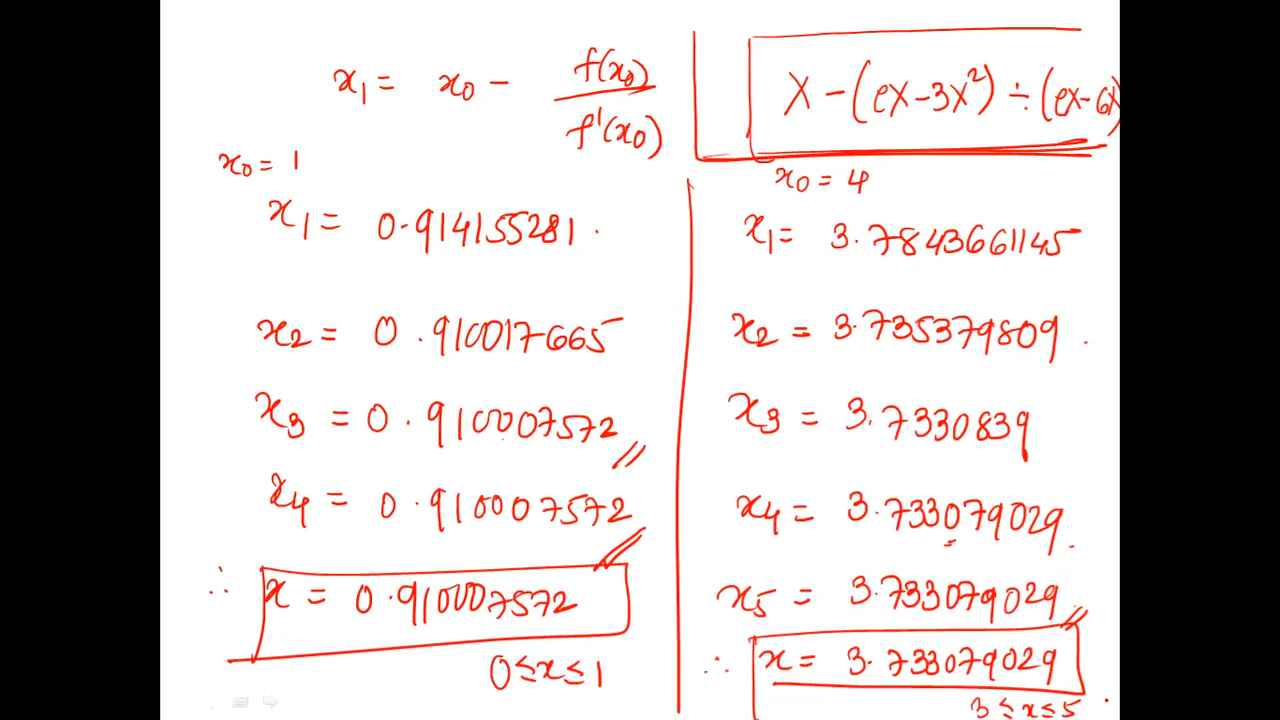 x₁ = x₀ - f(x₀) / f'(x₀)
x₀ = 1
x₁ = 0.914155281.
x₂ = 0.910017665
x₃ = 0.910007572
x₄ = 0.910007572
∴ x = 0.910007572
0 ≤ x ≤ 1
X - (eX - 3X²) ÷ (eX - 6X)
x₀ = 4
x₁ = 3.7843661145
x₂ = 3.735379809.
x₃ = 3.7330839
x₄ = 3.733079029.
x₅ = 3.733079029
∴ x = 3.733079029
3 ≤ x ≤ 5